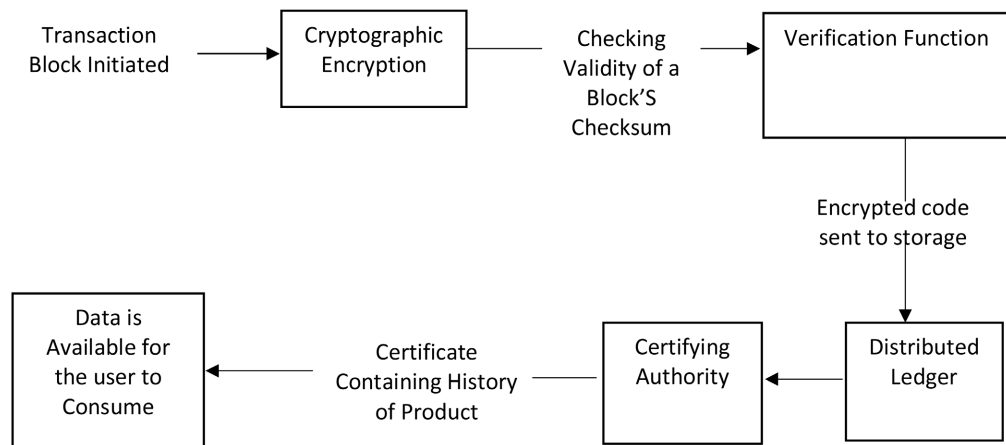 Transaction
Block Initiated
Cryptographic
Encryption
Checking
Validity of a
Block'S
Checksum
Verification Function
Encrypted code
sent to storage
Data is
Available for
the user to
Consume
Certificate
Containing History
of Product
Certifying
Authority
Distributed
Ledger